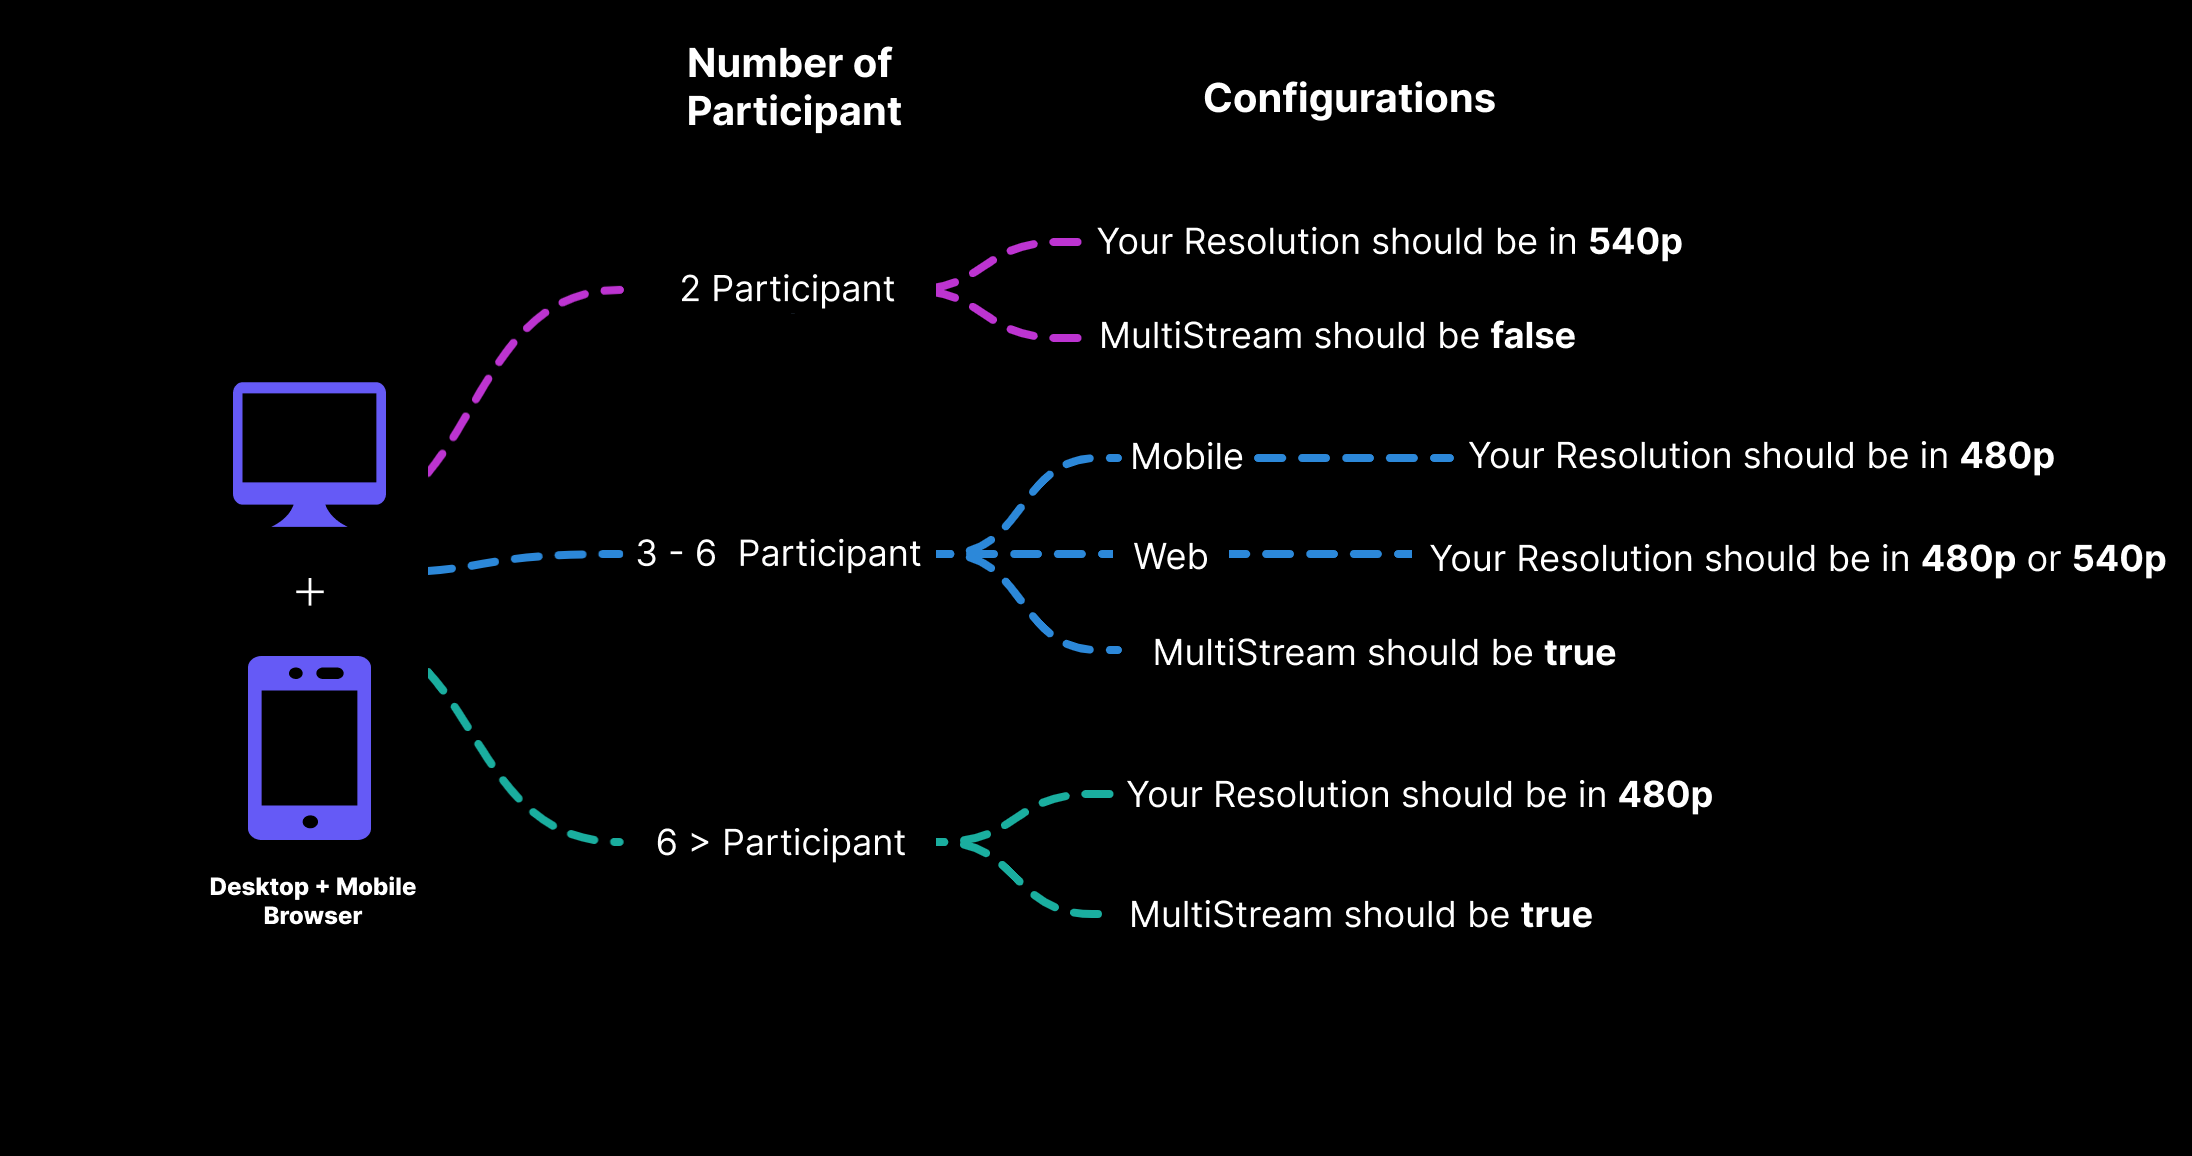 Number of
Participant
Configurations
Your Resolution should be in 540p
2 Participant
MultiStream should be false
Mobile
Your Resolution should be in 480p
3 - 6 Participant
Web
Your Resolution should be in 480p or 540p
+
MultiStream should be true
Your Resolution should be in 480p
6 > Participant
MultiStream should be true
Desktop + Mobile
Browser